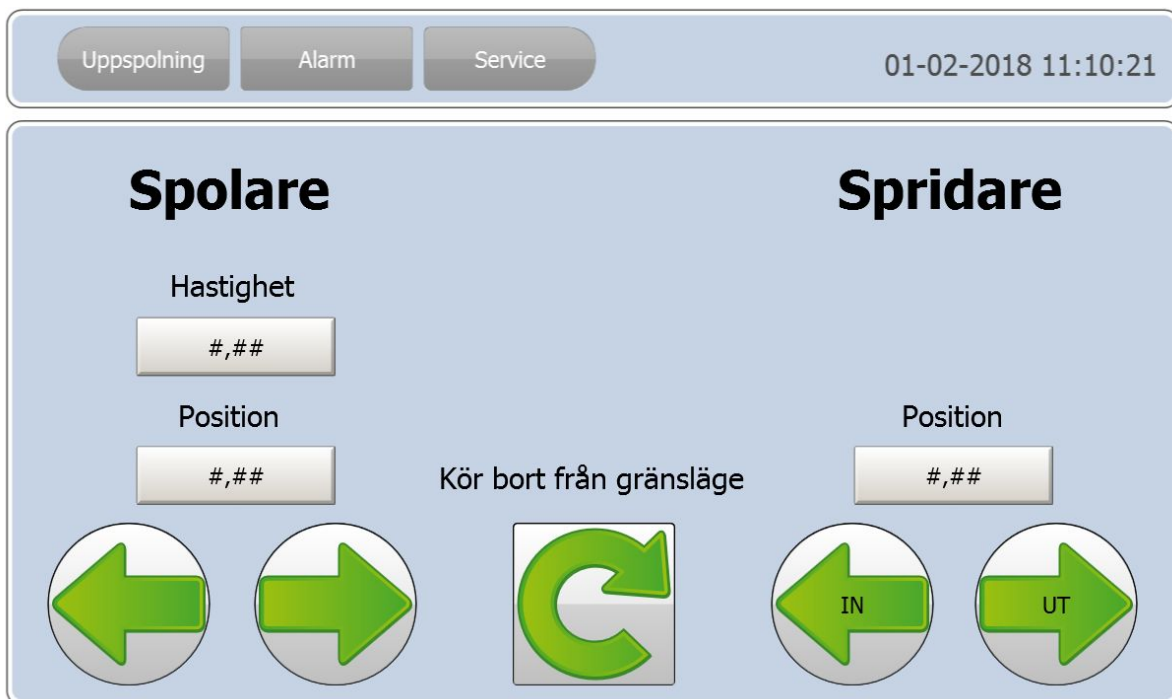 Uppspolning Alarm Service 01-02-2018 11:10:21
Spolare Spridare
Hastighet
#,##
Position Position
#,## Kör bort från gränsläge #,##
IN UT